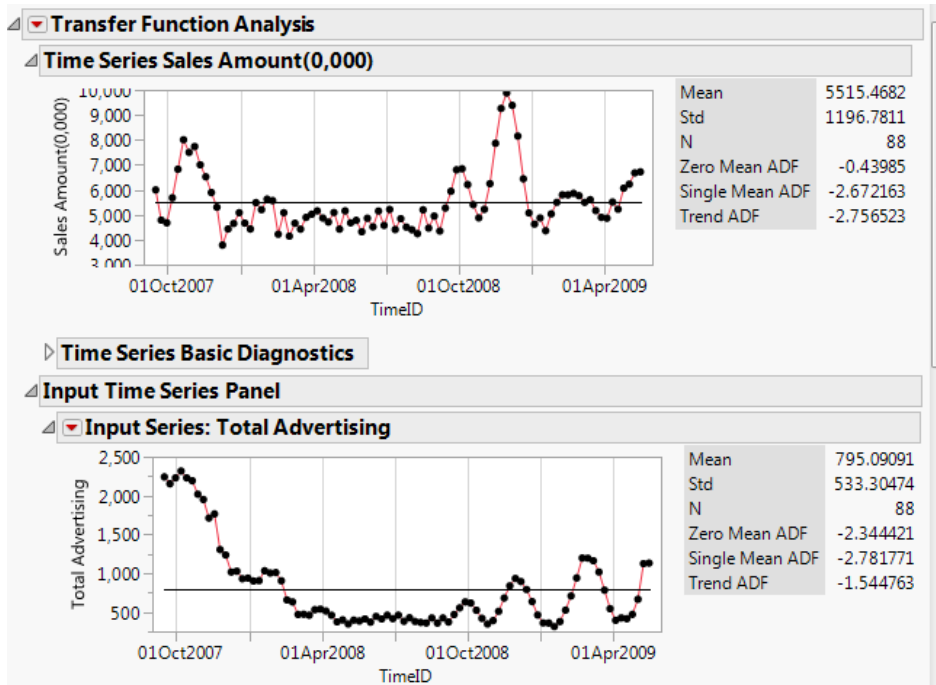 Transfer Function Analysis
Time Series Sales Amount(0,000)
Sales Amount(0,000)
10,000
9,000
8,000
7,000
6,000
5,000
4,000
3,000
01Oct2007 01Apr2008 01Oct2008 01Apr2009
TimeID
Mean 5515.4682
Std 1196.7811
N 88
Zero Mean ADF -0.43985
Single Mean ADF -2.672163
Trend ADF -2.756523
Time Series Basic Diagnostics
Input Time Series Panel
Input Series: Total Advertising
Total Advertising
2,500
2,000
1,500
1,000
500
01Oct2007 01Apr2008 01Oct2008 01Apr2009
TimeID
Mean 795.09091
Std 533.30474
N 88
Zero Mean ADF -2.344421
Single Mean ADF -2.781771
Trend ADF -1.544763